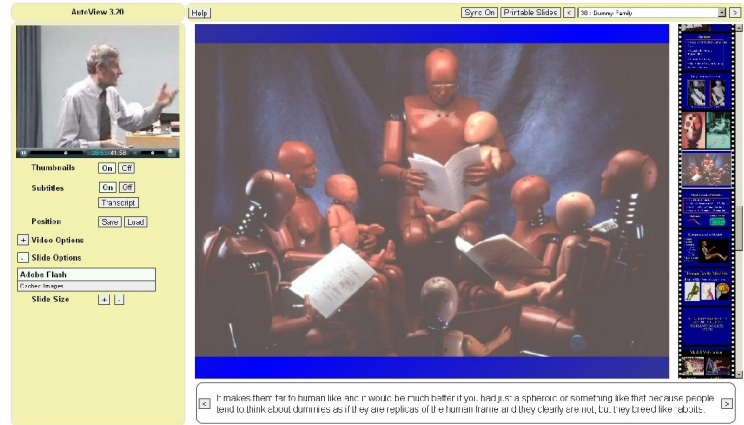 AutoView 3.20
Help
Sync On
Printable Slides
<
38 : Dummy Family
>
Thumbnails On Off
Subtitles On Off
Transcript
Position Save Load
+ Video Options
- Slide Options
Adobe Flash
Cached Images
Slide Size + -
< It makes them far to human like and it would be much better if you had just a spheroid or something like that because people >
tend to think about dummies as if they are replicas of the human frame and they clearly are not, but they breed like rabbits.